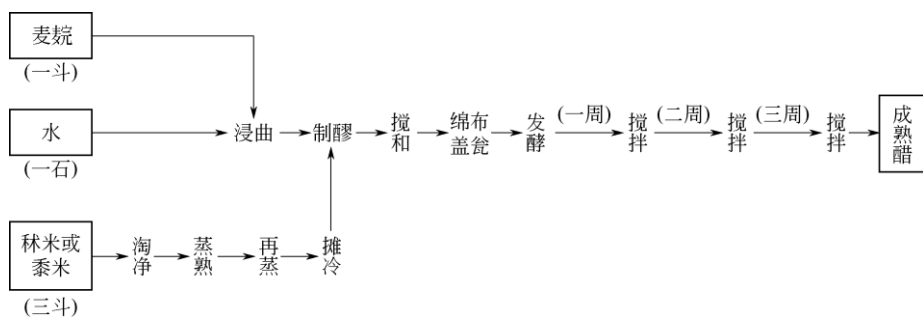 麦烷
(一斗)
水
(一石)
秫米或
黍米
(三斗)
淘净
蒸熟
再蒸
摊冷
浸曲
制醪
搅和
绵布
盖瓮
发酵
(一周)
搅拌
(二周)
搅拌
(三周)
搅拌
成熟醋